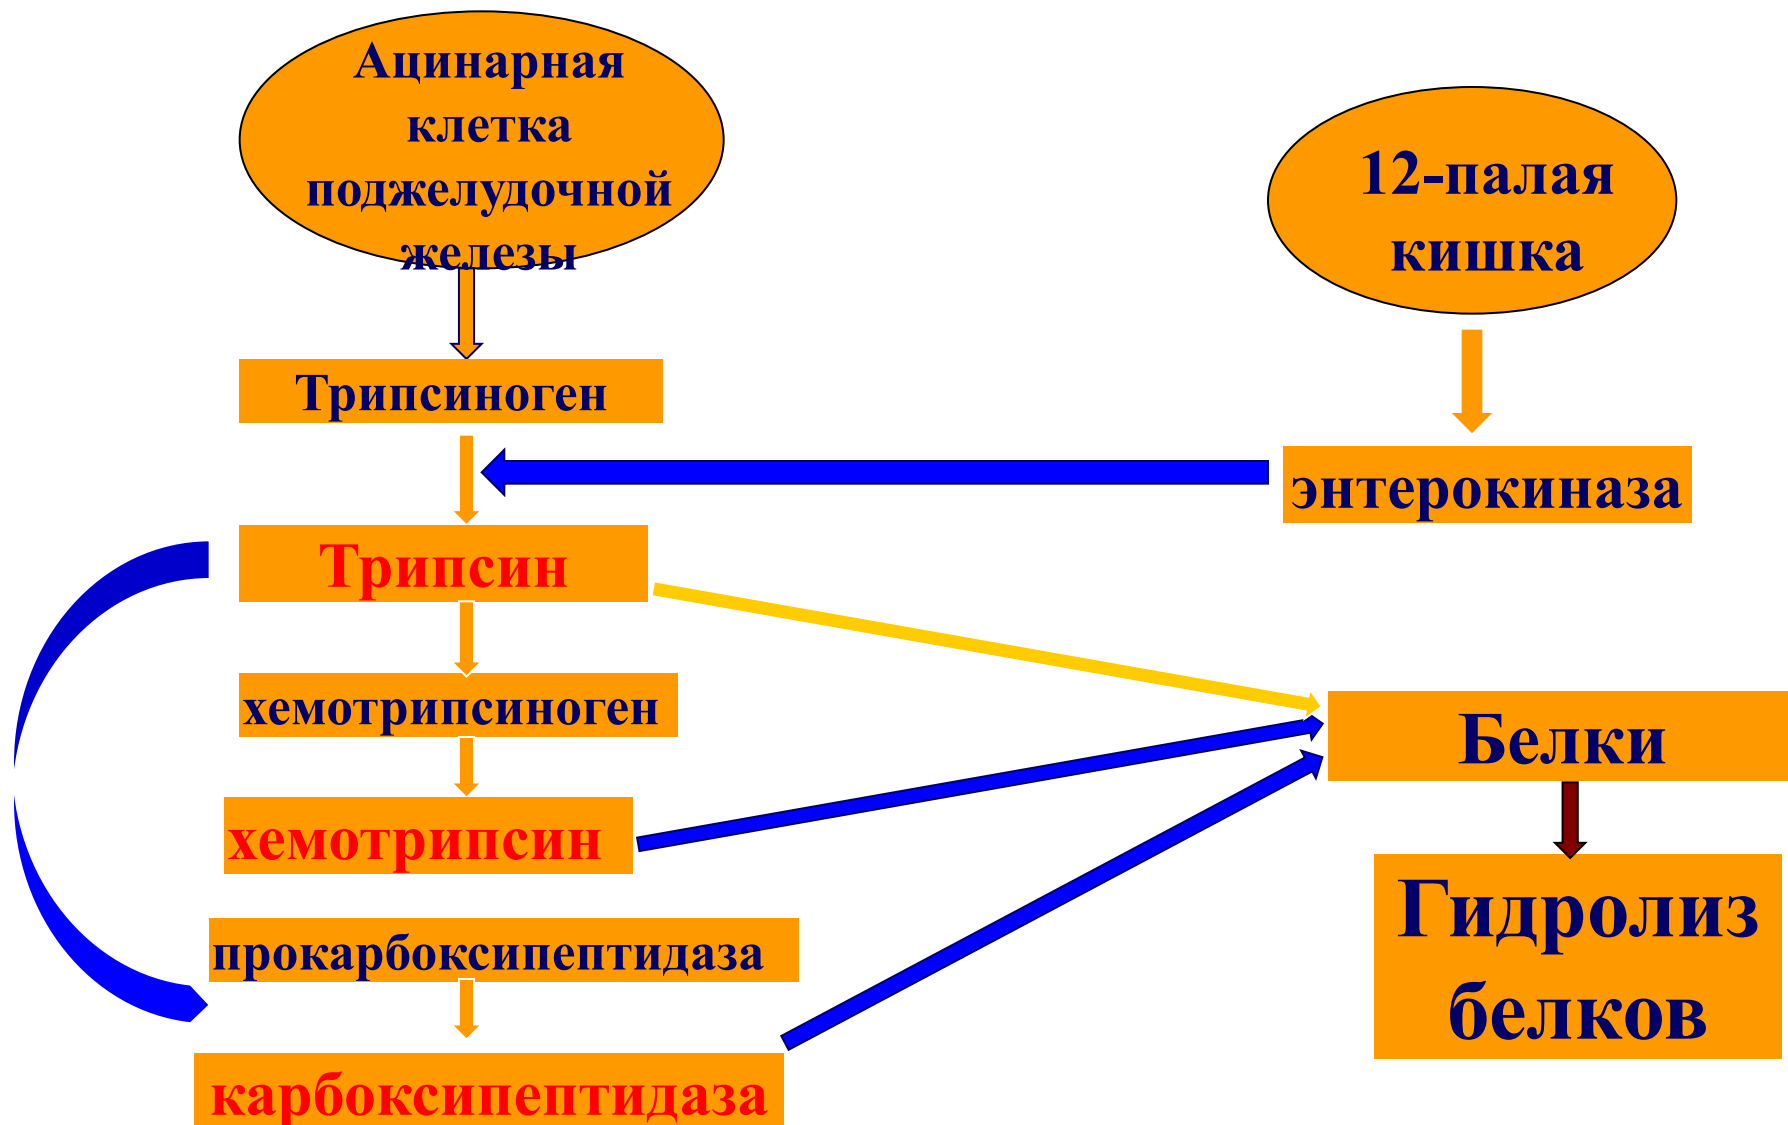 Ацинарная
клетка
поджелудочной
железы
12-палая
кишка
Трипсиноген
энтерокиназа
Трипсин
хемотрипсиноген
Белки
хемотрипсин
Гидролиз
белков
прокарбоксипептидаза
карбоксипептидаза